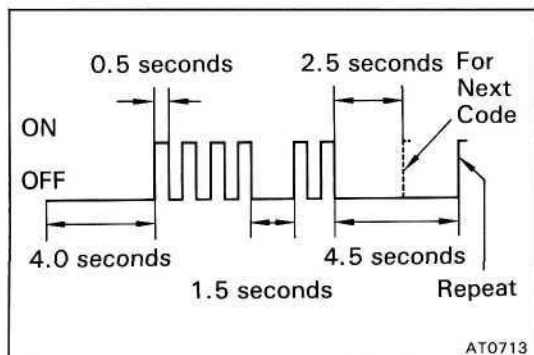 0.5 seconds
2.5 seconds
For
Next
Code
ON
OFF
4.0 seconds
4.5 seconds
1.5 seconds
Repeat
AT0713